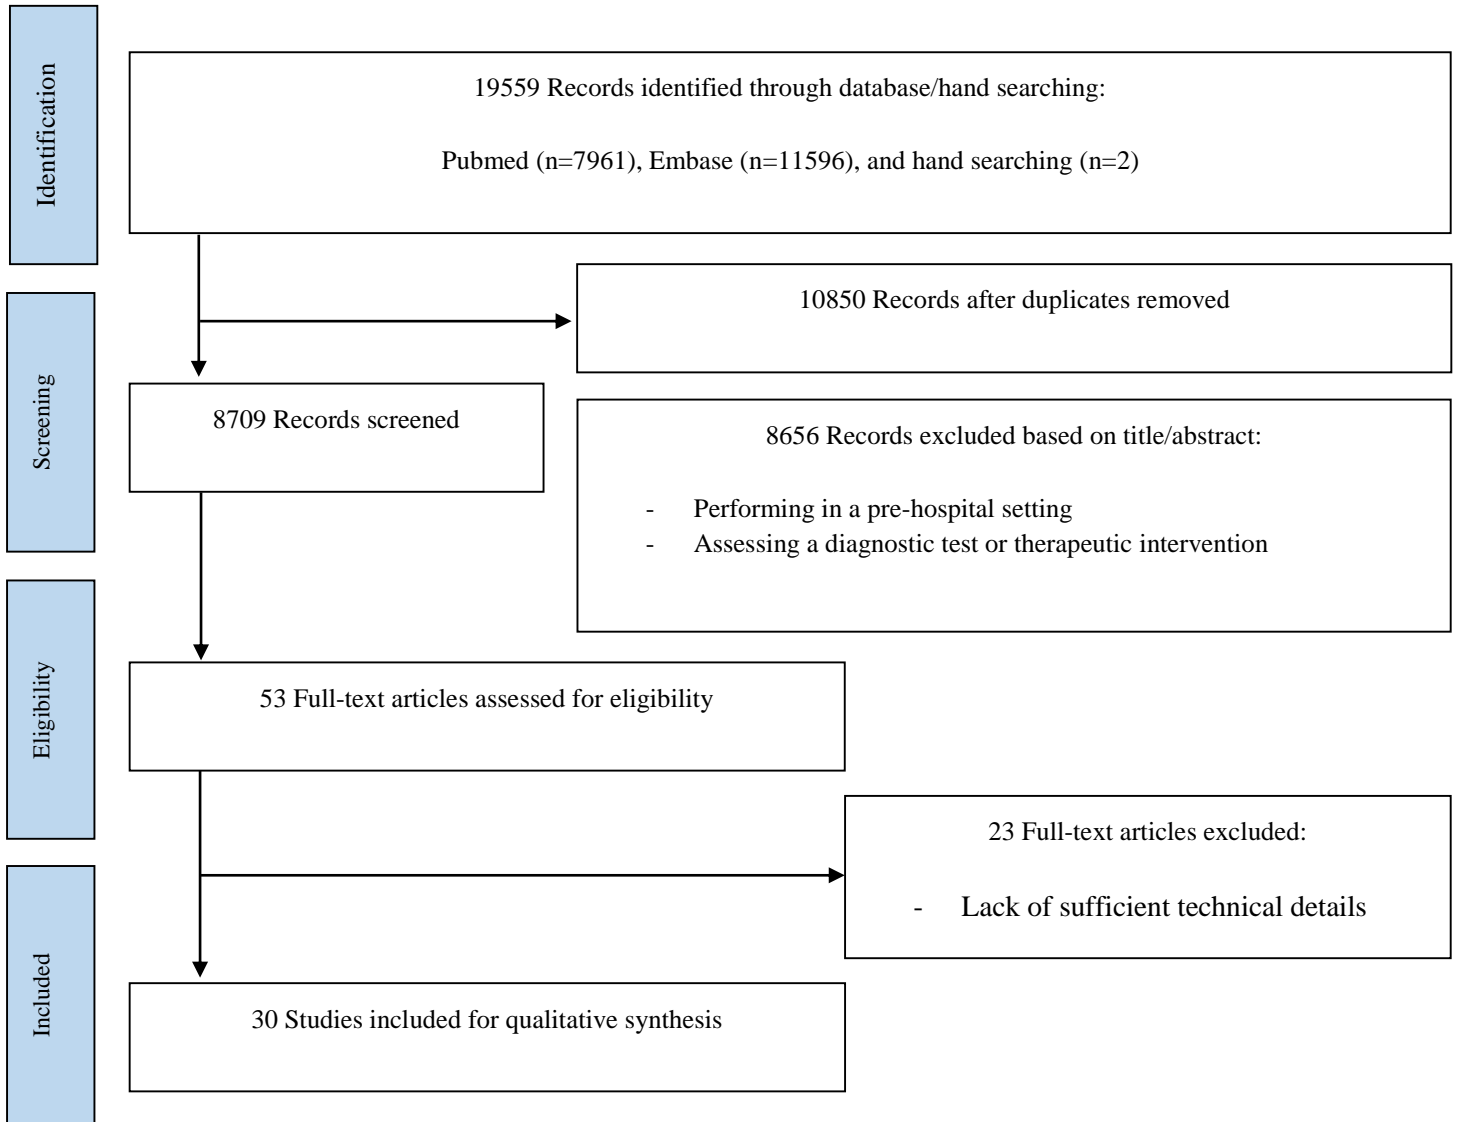 Identification
19559 Records identified through database/hand searching:
Pubmed (n=7961), Embase (n=11596), and hand searching (n=2)
10850 Records after duplicates removed
Screening
8709 Records screened
8656 Records excluded based on title/abstract:
- Performing in a pre-hospital setting
- Assessing a diagnostic test or therapeutic intervention
Eligibility
53 Full-text articles assessed for eligibility
23 Full-text articles excluded:
- Lack of sufficient technical details
Included
30 Studies included for qualitative synthesis